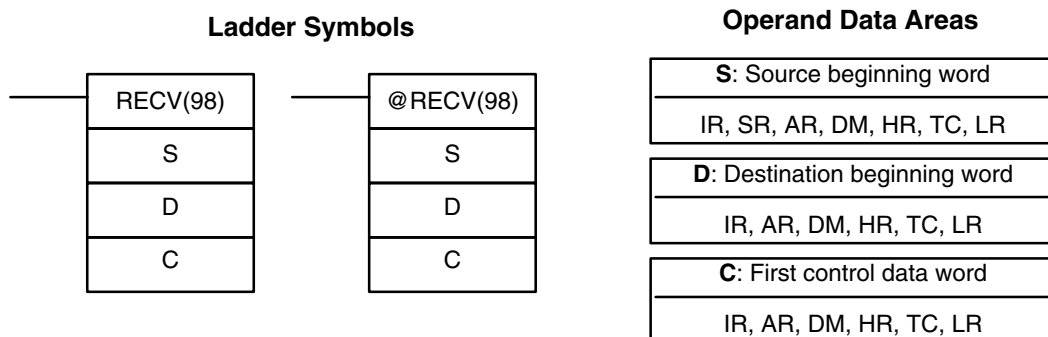 Ladder Symbols
RECV(98)
S
D
C
@RECV(98)
S
D
C
Operand Data Areas
S: Source beginning word
IR, SR, AR, DM, HR, TC, LR
D: Destination beginning word
IR, AR, DM, HR, TC, LR
C: First control data word
IR, AR, DM, HR, TC, LR